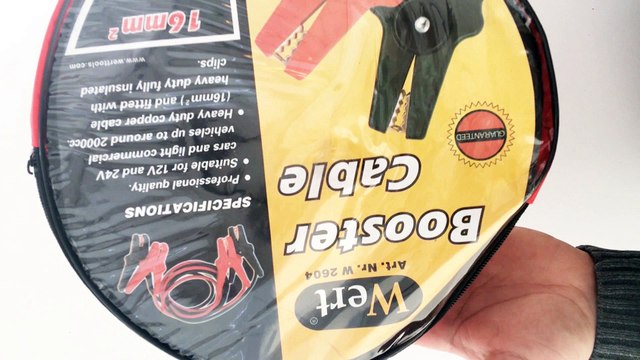 Wert®
Art. Nr. W 2604
Booster
Cable
GUARANTEED
SPECIFICATIONS
• Professional quality.
• Suitable for 12V and 24V
cars and light commercial
vehicles up to around 2000cc.
• Heavy duty copper cable
(16mm²) and fitted with
heavy duty fully insulated
clips.
www.werttools.com
16mm²